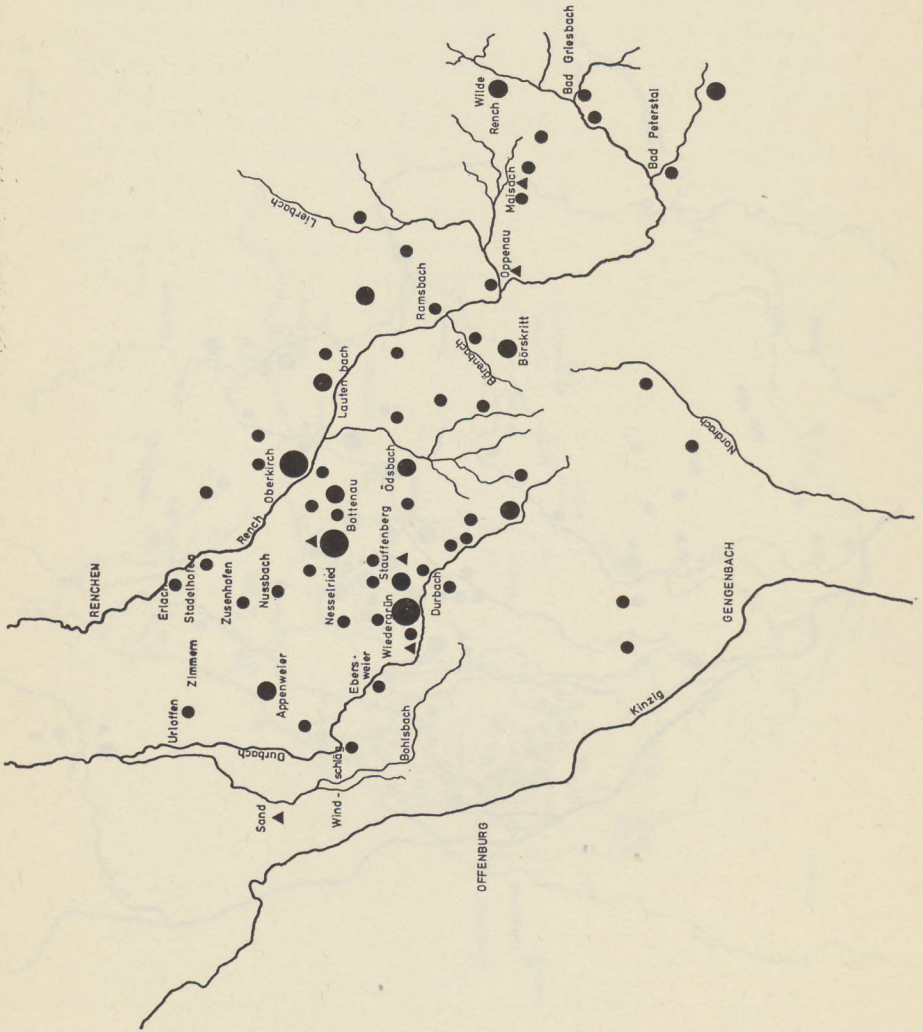 RENCHEN
Erlach
Stadelhofen
Zimmern
Urloffen
Zusenhofen
Nussbach
Rench
Oberkirch
Lierbach
Lautenbach
Ramsbach
Bärenbach
Börskritt
Oppenau
Maisach
Wilde
Rench
Bad Griesbach
Bad Peterstal
Appenweier
Durbach
Sand
Wind-
schläg
Bohlsbach
Ebers-
weier
Nesselried
Bottenau
Ödsbach
Stauffenberg
Wiedergrün
Durbach
OFFENBURG
Kinzig
GENGENBACH
Nordrach